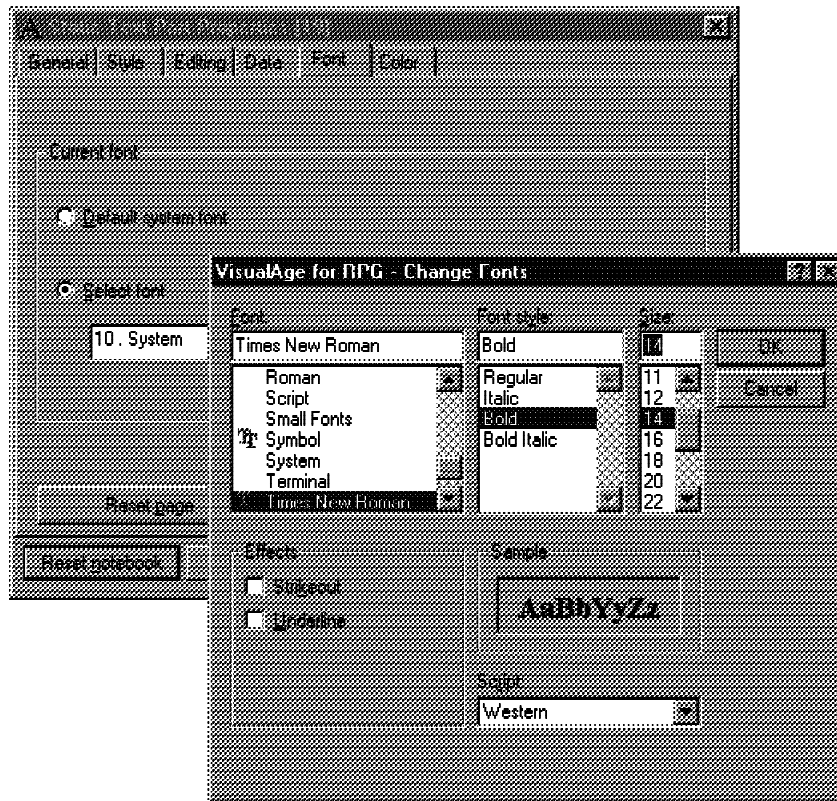 General Style Editing Data Font Color
Current font
Default system font
Select font
10 . System
Reset page
Reset notebook
VisualAge for RPG - Change Fonts
Font:
Font style:
Size:
Times New Roman
Bold
14
OK
Cancel
Roman
Script
Small Fonts
Symbol
System
Terminal
Times New Roman
Regular
Italic
Bold
Bold Italic
11
12
14
16
18
20
22
Effects
Strikeout
Underline
Sample
AaBbYyZz
Script:
Western